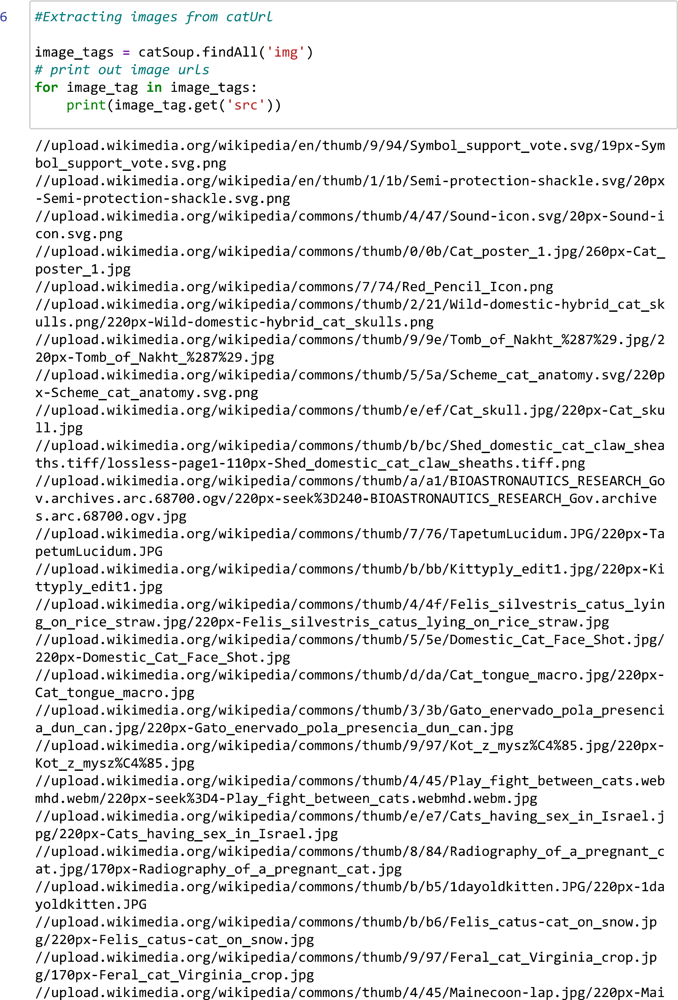 6
#Extracting images from catUrl
image_tags = catSoup.findAll('img')
# print out image urls
for image_tag in image_tags:
    print(image_tag.get('src'))
//upload.wikimedia.org/wikipedia/en/thumb/9/94/Symbol_support_vote.svg/19px-Sym
bol_support_vote.svg.png
//upload.wikimedia.org/wikipedia/en/thumb/1/1b/Semi-protection-shackle.svg/20px
-Semi-protection-shackle.svg.png
//upload.wikimedia.org/wikipedia/commons/thumb/4/47/Sound-icon.svg/20px-Sound-i
con.svg.png
//upload.wikimedia.org/wikipedia/commons/thumb/0/0b/Cat_poster_1.jpg/260px-Cat_
poster_1.jpg
//upload.wikimedia.org/wikipedia/commons/7/74/Red_Pencil_Icon.png
//upload.wikimedia.org/wikipedia/commons/thumb/2/21/Wild-domestic-hybrid_cat_sk
ulls.png/220px-Wild-domestic-hybrid_cat_skulls.png
//upload.wikimedia.org/wikipedia/commons/thumb/9/9e/Tomb_of_Nakht_%287%29.jpg/2
20px-Tomb_of_Nakht_%287%29.jpg
//upload.wikimedia.org/wikipedia/commons/thumb/5/5a/Scheme_cat_anatomy.svg/220p
x-Scheme_cat_anatomy.svg.png
//upload.wikimedia.org/wikipedia/commons/thumb/e/ef/Cat_skull.jpg/220px-Cat_sku
ll.jpg
//upload.wikimedia.org/wikipedia/commons/thumb/b/bc/Shed_domestic_cat_claw_shea
ths.tiff/lossless-page1-110px-Shed_domestic_cat_claw_sheaths.tiff.png
//upload.wikimedia.org/wikipedia/commons/thumb/a/a1/BIOASTRONAUTICS_RESEARCH_Go
v.archives.arc.68700.ogv/220px-seek%3D240-BIOASTRONAUTICS_RESEARCH_Gov.archive
s.arc.68700.ogv.jpg
//upload.wikimedia.org/wikipedia/commons/thumb/7/76/TapetumLucidum.JPG/220px-Ta
petumLucidum.JPG
//upload.wikimedia.org/wikipedia/commons/thumb/b/bb/Kittyply_edit1.jpg/220px-Ki
ttyply_edit1.jpg
//upload.wikimedia.org/wikipedia/commons/thumb/4/4f/Felis_silvestris_catus_lyin
g_on_rice_straw.jpg/220px-Felis_silvestris_catus_lying_on_rice_straw.jpg
//upload.wikimedia.org/wikipedia/commons/thumb/5/5e/Domestic_Cat_Face_Shot.jpg/
220px-Domestic_Cat_Face_Shot.jpg
//upload.wikimedia.org/wikipedia/commons/thumb/d/da/Cat_tongue_macro.jpg/220px-
Cat_tongue_macro.jpg
//upload.wikimedia.org/wikipedia/commons/thumb/3/3b/Gato_enervado_pola_presenci
a_dun_can.jpg/220px-Gato_enervado_pola_presencia_dun_can.jpg
//upload.wikimedia.org/wikipedia/commons/thumb/9/97/Kot_z_mysz%C4%85.jpg/220px-
Kot_z_mysz%C4%85.jpg
//upload.wikimedia.org/wikipedia/commons/thumb/4/45/Play_fight_between_cats.web
mhd.webm/220px-seek%3D4-Play_fight_between_cats.webmhd.webm.jpg
//upload.wikimedia.org/wikipedia/commons/thumb/e/e7/Cats_having_sex_in_Israel.j
pg/220px-Cats_having_sex_in_Israel.jpg
//upload.wikimedia.org/wikipedia/commons/thumb/8/84/Radiography_of_a_pregnant_c
at.jpg/170px-Radiography_of_a_pregnant_cat.jpg
//upload.wikimedia.org/wikipedia/commons/thumb/b/b5/1dayoldkitten.JPG/220px-1da
yoldkitten.JPG
//upload.wikimedia.org/wikipedia/commons/thumb/b/b6/Felis_catus-cat_on_snow.jp
g/220px-Felis_catus-cat_on_snow.jpg
//upload.wikimedia.org/wikipedia/commons/thumb/9/97/Feral_cat_Virginia_crop.jp
g/170px-Feral_cat_Virginia_crop.jpg
//upload.wikimedia.org/wikipedia/commons/thumb/4/45/Mainecoon-lap.jpg/220px-Mai